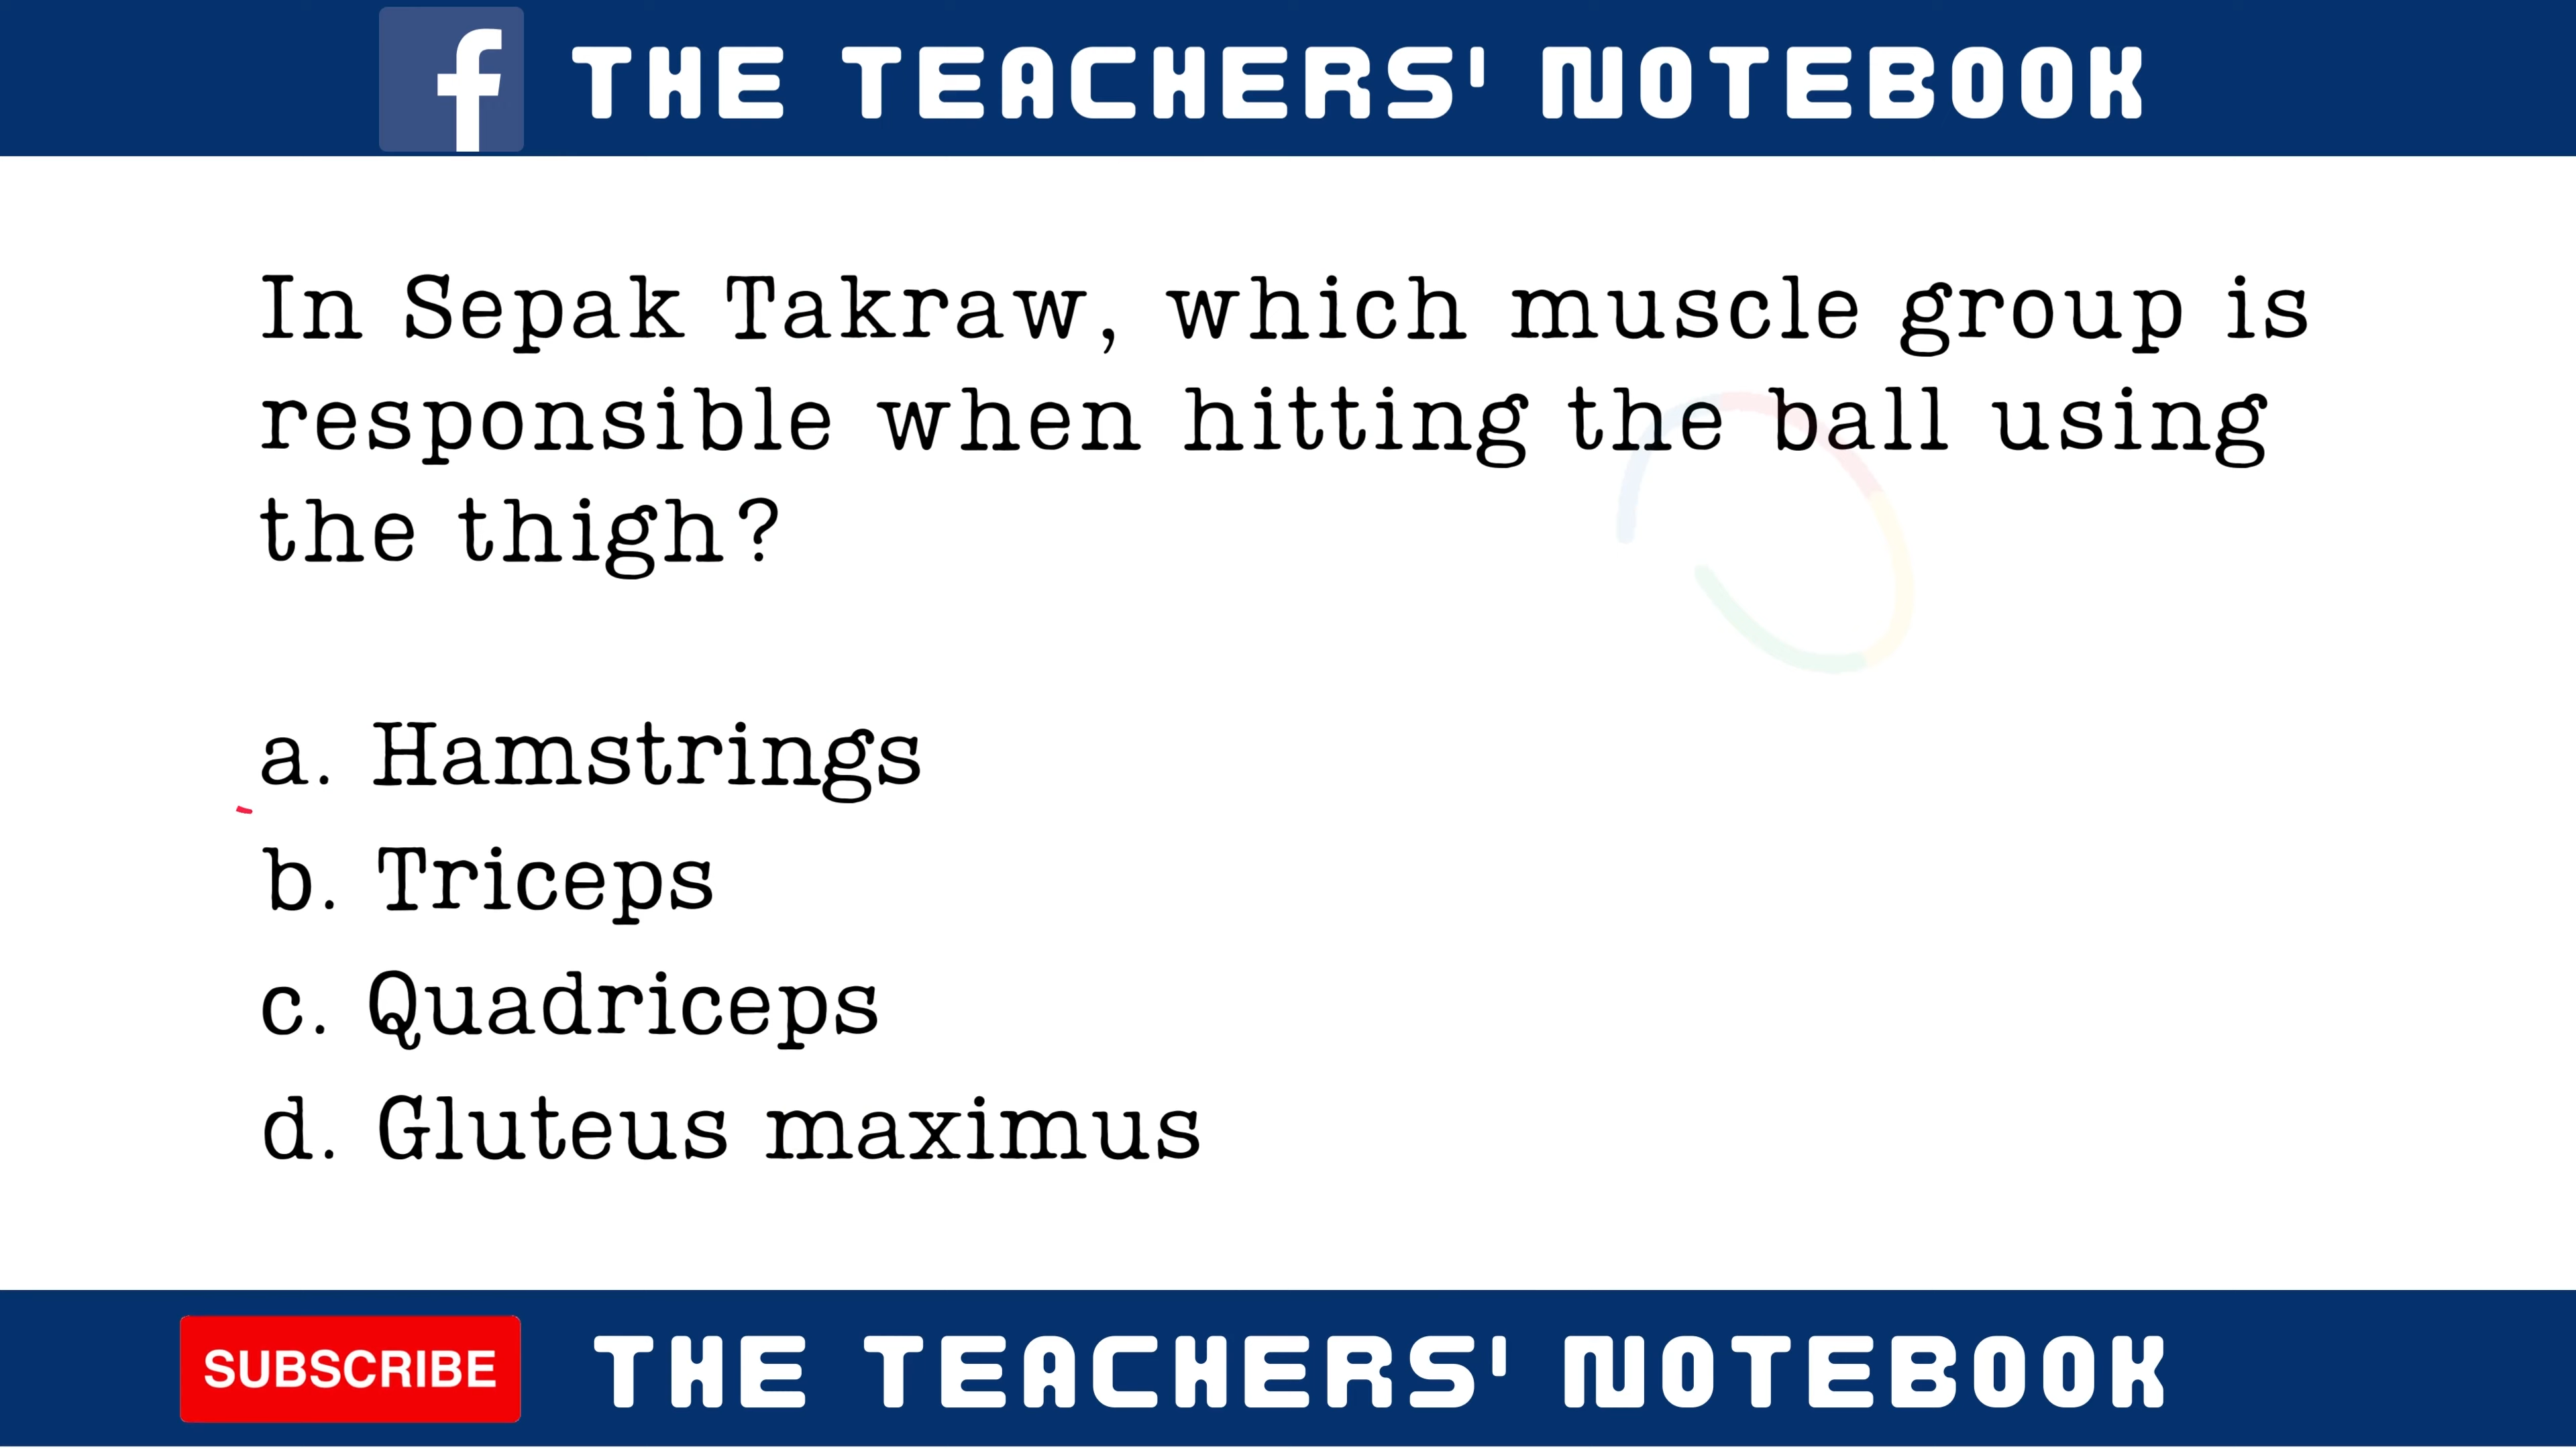 THE TEACHERS' NOTEBOOK
In Sepak Takraw, which muscle group is
responsible when hitting the ball using
the thigh?
a. Hamstrings
b. Triceps
c. Quadriceps
d. Gluteus maximus
SUBSCRIBE THE TEACHERS' NOTEBOOK